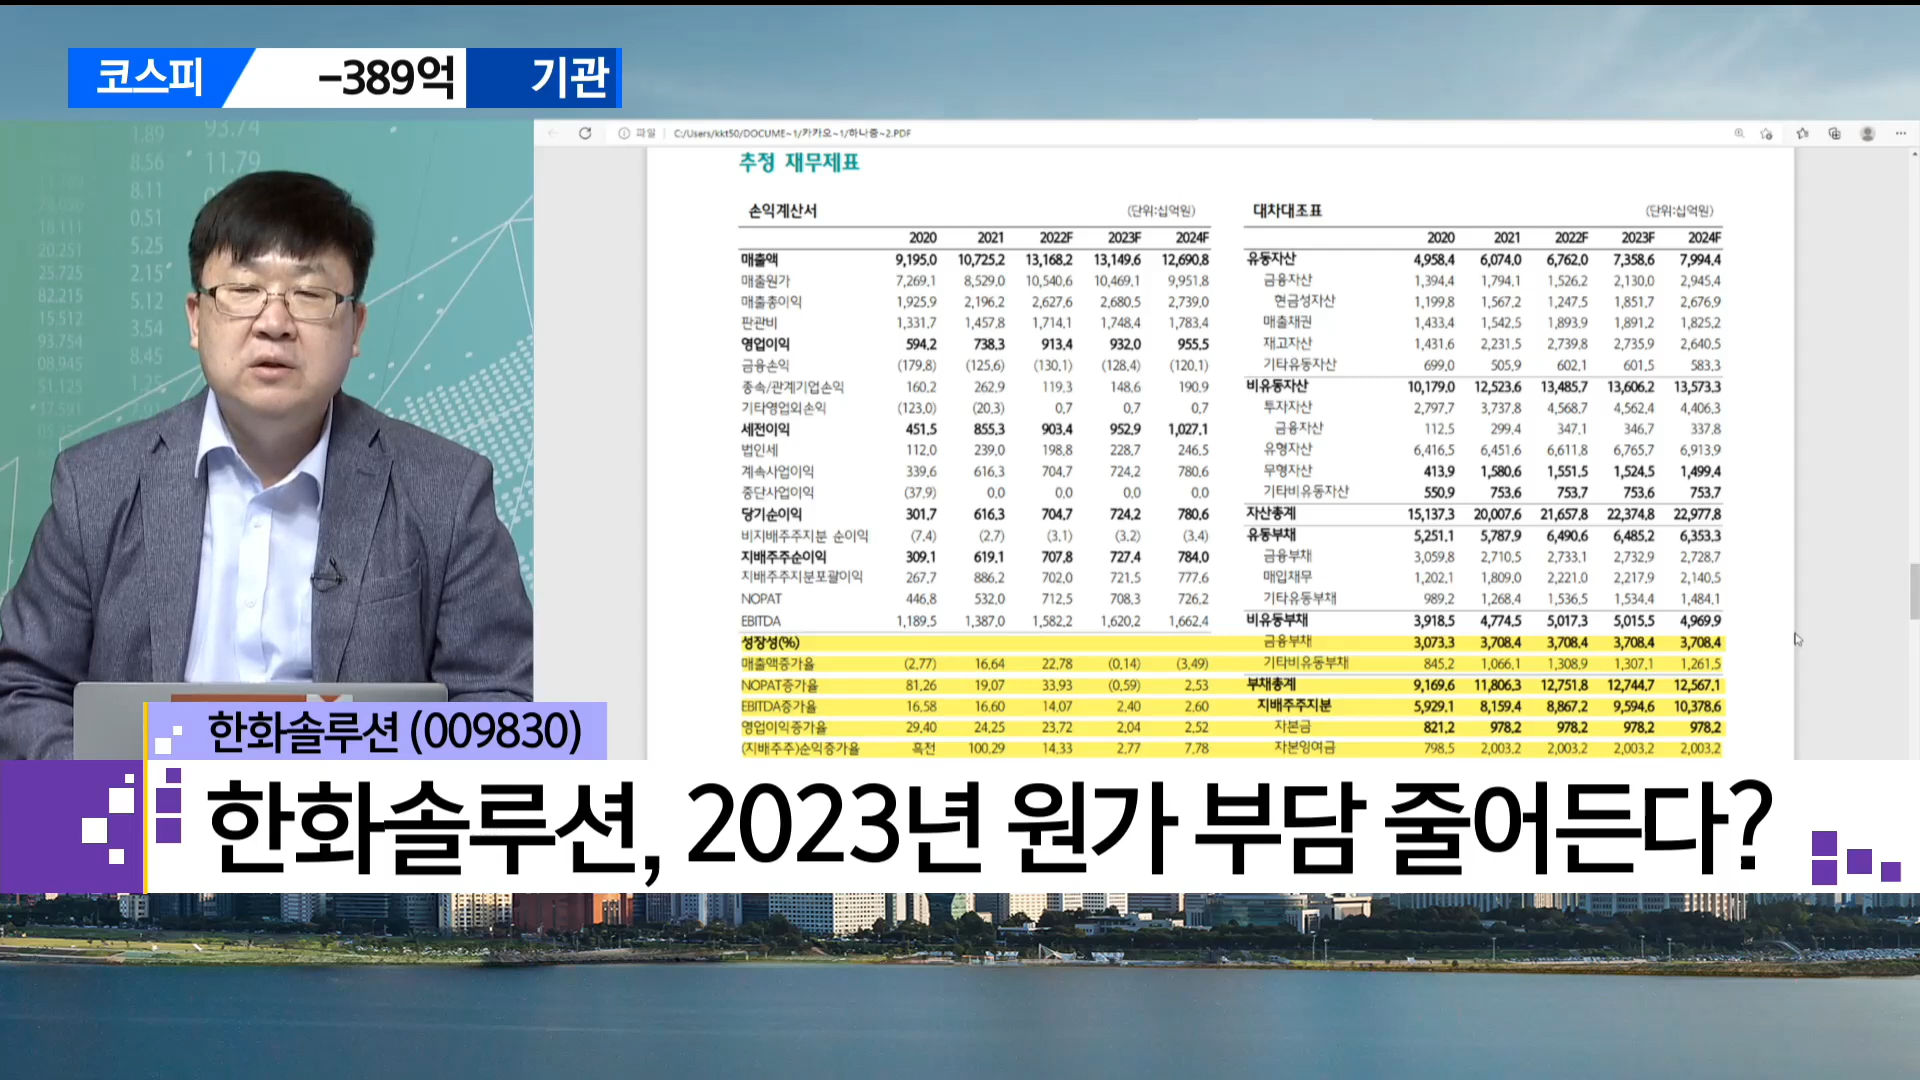 코스피 -389억 기관
파일 C:/Users/kkt50/DOCUME~1/카카오~1/하나증~2.PDF
추정 재무제표
손익계산서 (단위:십억원)
2020 2021 2022F 2023F 2024F
매출액 9,195.0 10,725.2 13,168.2 13,149.6 12,690.8
매출원가 7,269.1 8,529.0 10,540.6 10,469.1 9,951.8
매출총이익 1,925.9 2,196.2 2,627.6 2,680.5 2,739.0
판관비 1,331.7 1,457.8 1,714.1 1,748.4 1,783.4
영업이익 594.2 738.3 913.4 932.0 955.5
금융손익 (179.8) (125.6) (130.1) (128.4) (120.1)
종속/관계기업손익 160.2 262.9 119.3 148.6 190.9
기타영업외손익 (123.0) (20.3) 0.7 0.7 0.7
세전이익 451.5 855.3 903.4 952.9 1,027.1
법인세 112.0 239.0 198.8 228.7 246.5
계속사업이익 339.6 616.3 704.7 724.2 780.6
중단사업이익 (37.9) 0.0 0.0 0.0 0.0
당기순이익 301.7 616.3 704.7 724.2 780.6
비지배주주지분 순이익 (7.4) (2.7) (3.1) (3.2) (3.4)
지배주주순이익 309.1 619.1 707.8 727.4 784.0
지배주주지분포괄이익 267.7 886.2 702.0 721.5 777.6
NOPAT 446.8 532.0 712.5 708.3 726.2
EBITDA 1,189.5 1,387.0 1,582.2 1,620.2 1,662.4
성장성(%)
매출액증가율 (2.77) 16.64 22.78 (0.14) (3.49)
NOPAT증가율 81.26 19.07 33.93 (0.59) 2.53
EBITDA증가율 16.58 16.60 14.07 2.40 2.60
영업이익증가율 29.40 24.25 23.72 2.04 2.52
(지배주주)순익증가율 흑전 100.29 14.33 2.77 7.78
대차대조표 (단위:십억원)
2020 2021 2022F 2023F 2024F
유동자산 4,958.4 6,074.0 6,762.0 7,358.6 7,994.4
금융자산 1,394.4 1,794.1 1,526.2 2,130.0 2,945.4
현금성자산 1,199.8 1,567.2 1,247.5 1,851.7 2,676.9
매출채권 1,433.4 1,542.5 1,893.9 1,891.2 1,825.2
재고자산 1,431.6 2,231.5 2,739.8 2,735.9 2,640.5
기타유동자산 699.0 505.9 602.1 601.5 583.3
비유동자산 10,179.0 12,523.6 13,485.7 13,606.2 13,573.3
투자자산 2,797.7 3,737.8 4,568.7 4,562.4 4,406.3
금융자산 112.5 299.4 347.1 346.7 337.8
유형자산 6,416.5 6,451.6 6,611.8 6,765.7 6,913.9
무형자산 413.9 1,580.6 1,551.5 1,524.5 1,499.4
기타비유동자산 550.9 753.6 753.7 753.6 753.7
자산총계 15,137.3 20,007.6 21,657.8 22,374.8 22,977.8
유동부채 5,251.1 5,787.9 6,490.6 6,485.2 6,353.3
금융부채 3,059.8 2,710.5 2,733.1 2,732.9 2,728.7
매입채무 1,202.1 1,809.0 2,221.0 2,217.9 2,140.5
기타유동부채 989.2 1,268.4 1,536.5 1,534.4 1,484.1
비유동부채 3,918.5 4,774.5 5,017.3 5,015.5 4,969.9
금융부채 3,073.3 3,708.4 3,708.4 3,708.4 3,708.4
기타비유동부채 845.2 1,066.1 1,308.9 1,307.1 1,261.5
부채총계 9,169.6 11,806.3 12,751.8 12,744.7 12,567.1
지배주주지분 5,929.1 8,159.4 8,867.2 9,594.6 10,378.6
자본금 821.2 978.2 978.2 978.2 978.2
자본잉여금 798.5 2,003.2 2,003.2 2,003.2 2,003.2
한화솔루션 (009830)
한화솔루션, 2023년 원가 부담 줄어든다?